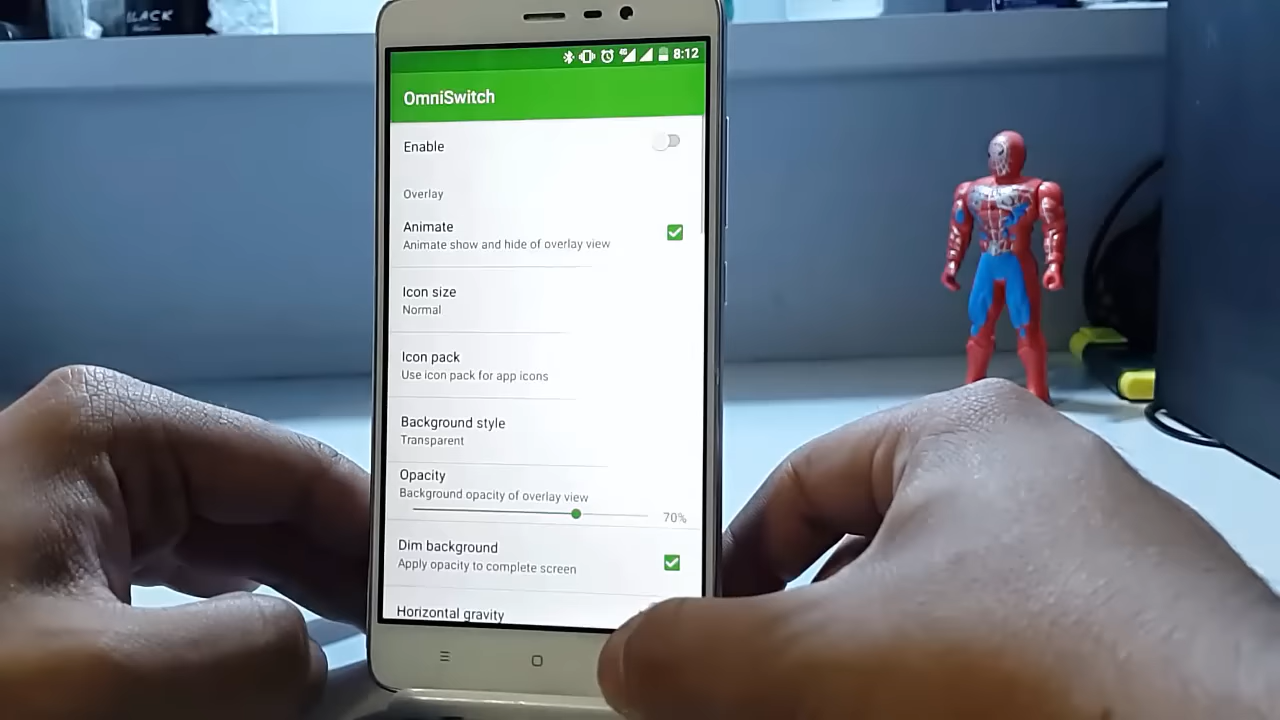 BLACK
4G 8:12
OmniSwitch
Enable
Overlay
Animate
Animate show and hide of overlay view
Icon size
Normal
Icon pack
Use icon pack for app icons
Background style
Transparent
Opacity
Background opacity of overlay view
70%
Dim background
Apply opacity to complete screen
Horizontal gravity